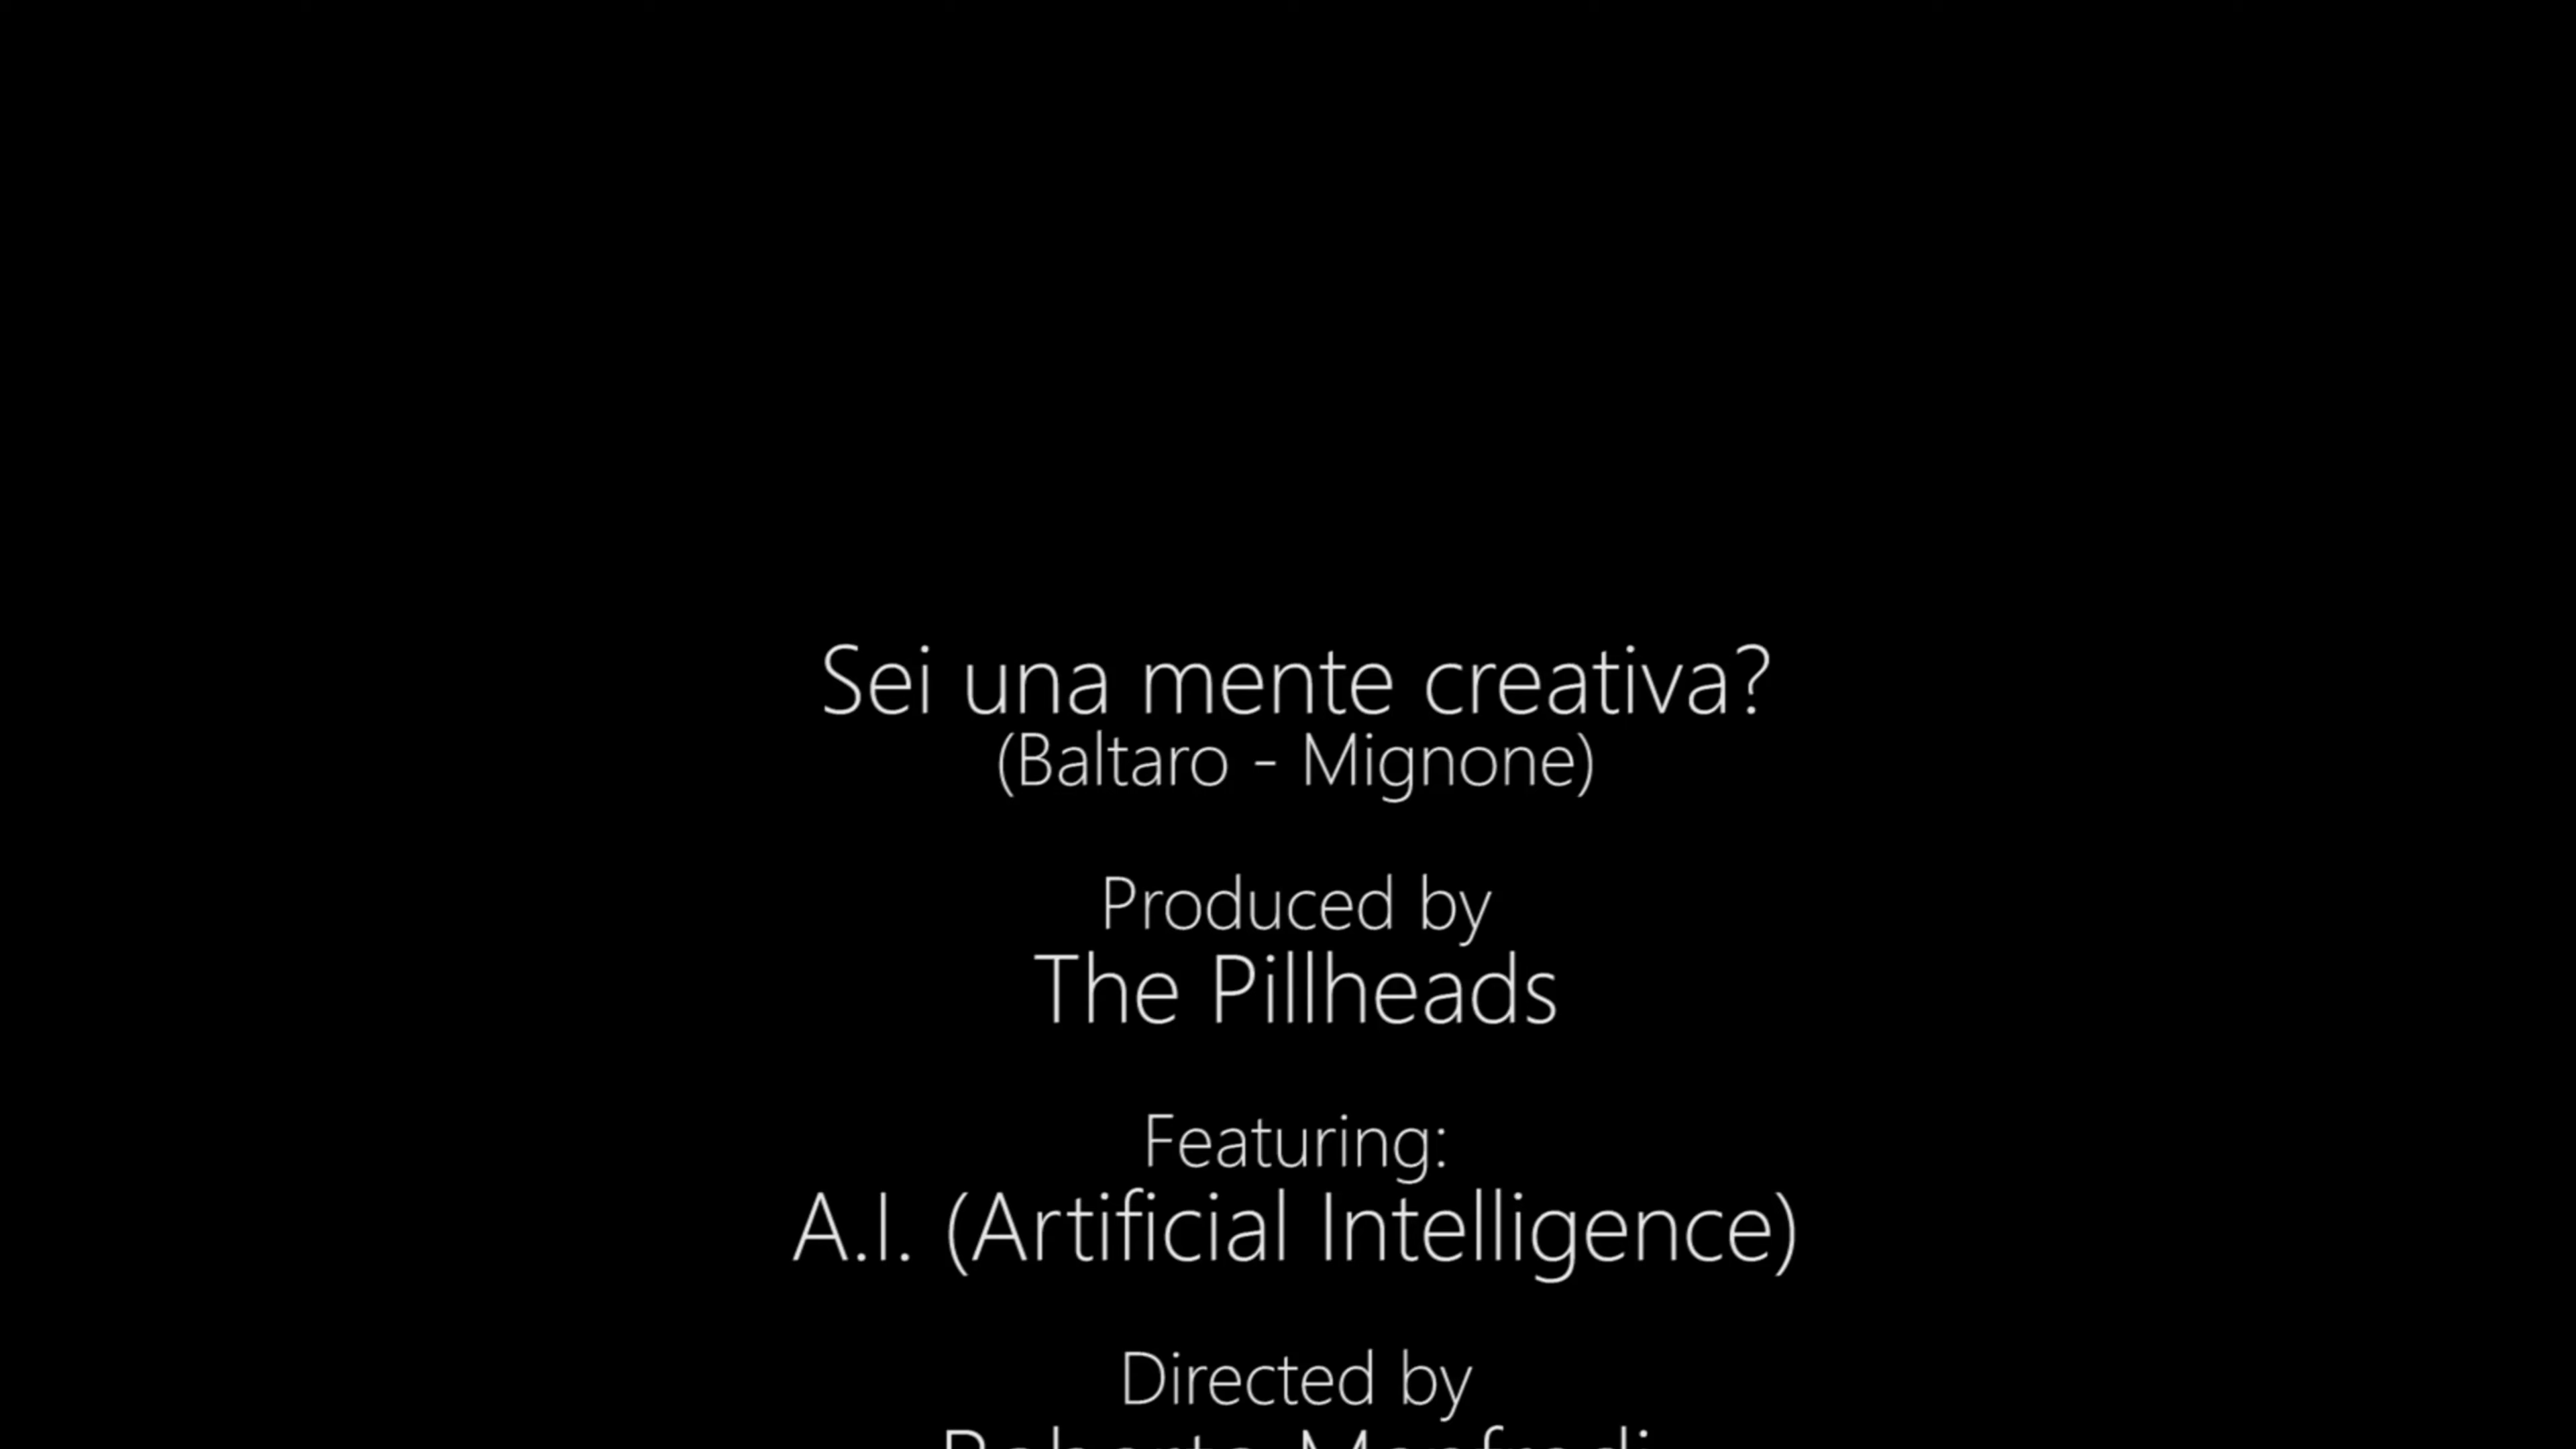 Sei una mente creativa?
(Baltaro - Mignone)
Produced by
The Pillheads
Featuring:
A.I. (Artificial Intelligence)
Directed by